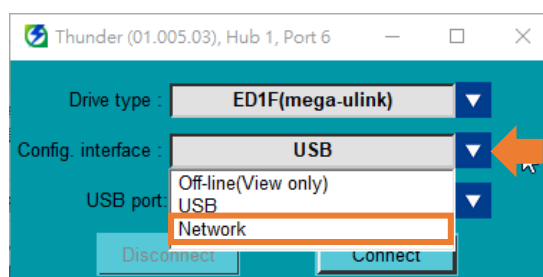 Thunder (01.005.03), Hub 1, Port 6
Drive type : ED1F(mega-ulink)
Config. interface : USB
Off-line(View only)
USB port: USB
Network
Disconnect Connect